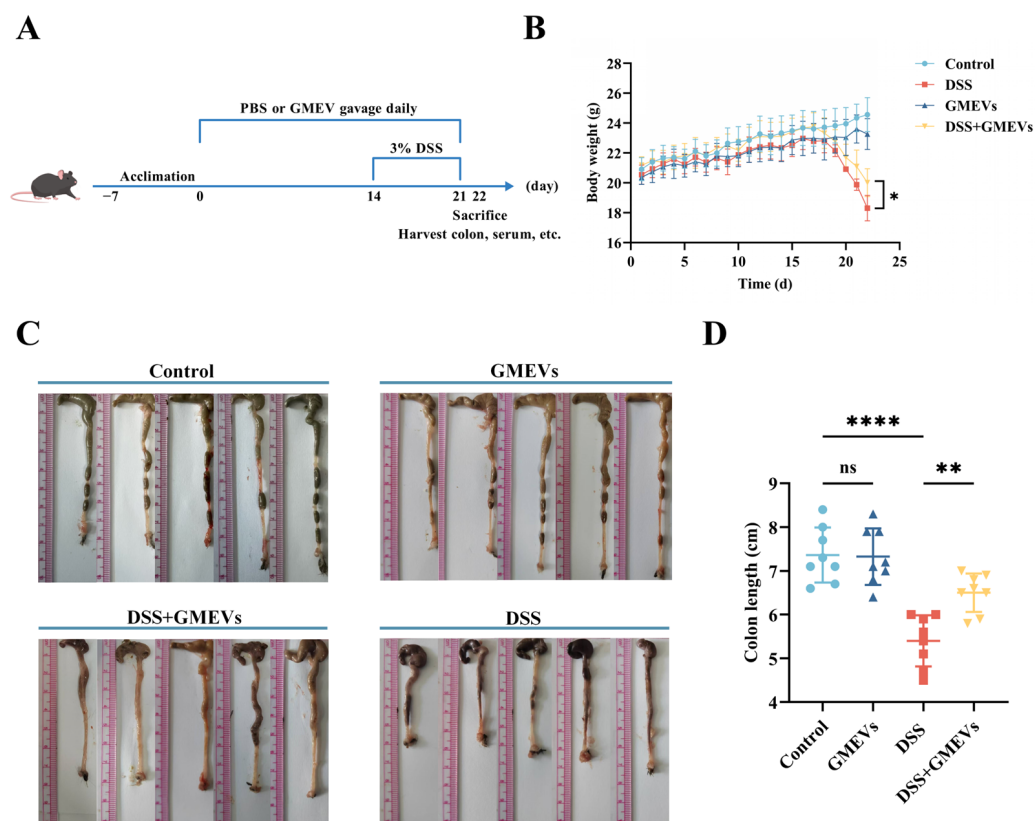 A
PBS or GMEV gavage daily
3% DSS
Acclimation
(day)
−7
0
14
21
22
Sacrifice
Harvest colon, serum, etc.
B
Body weight (g)
28
26
24
22
20
18
16
0
5
10
15
20
25
Time (d)
Control
DSS
GMEVs
DSS+GMEVs
*
C
Control
GMEVs
DSS+GMEVs
DSS
D
****
**
ns
Colon length (cm)
9
8
7
6
5
4
Control
GMEVs
DSS
DSS+GMEVs